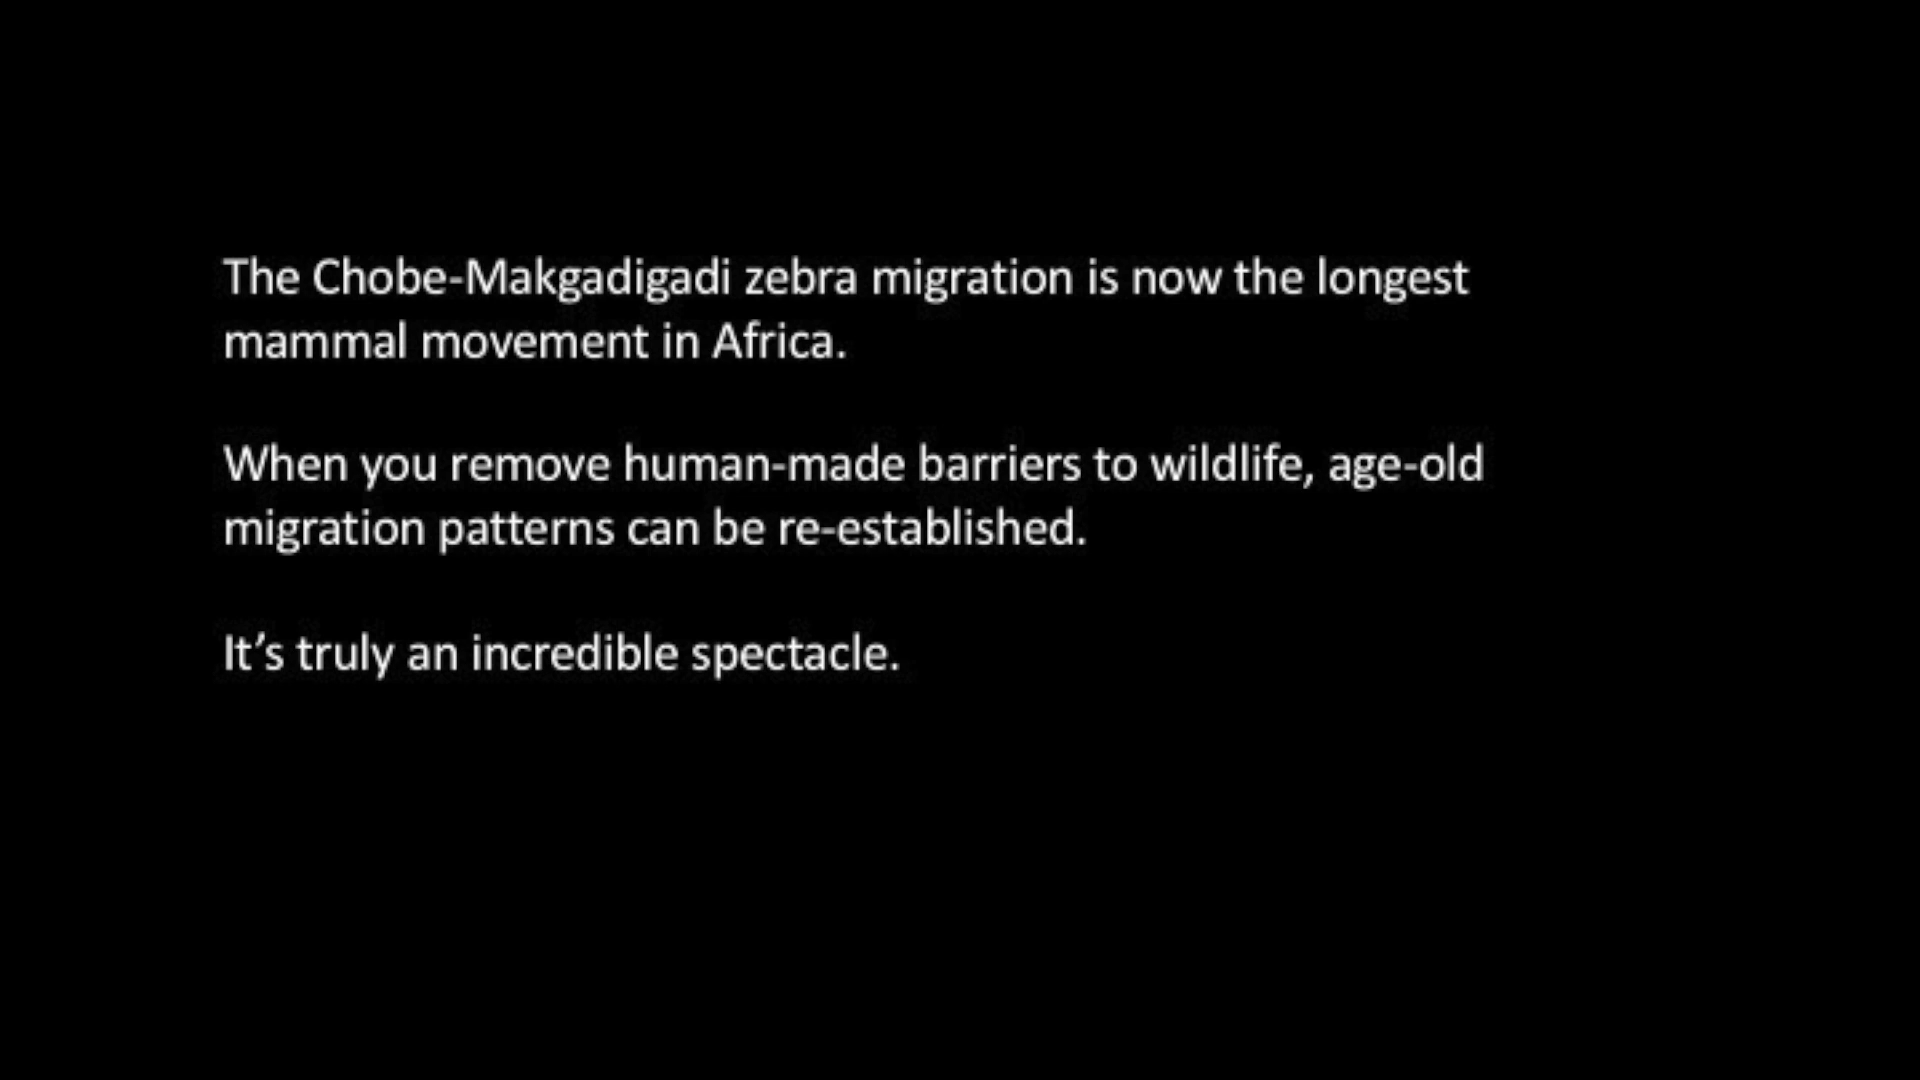 The Chobe-Makgadigadi zebra migration is now the longest
mammal movement in Africa.
When you remove human-made barriers to wildlife, age-old
migration patterns can be re-established.
It’s truly an incredible spectacle.